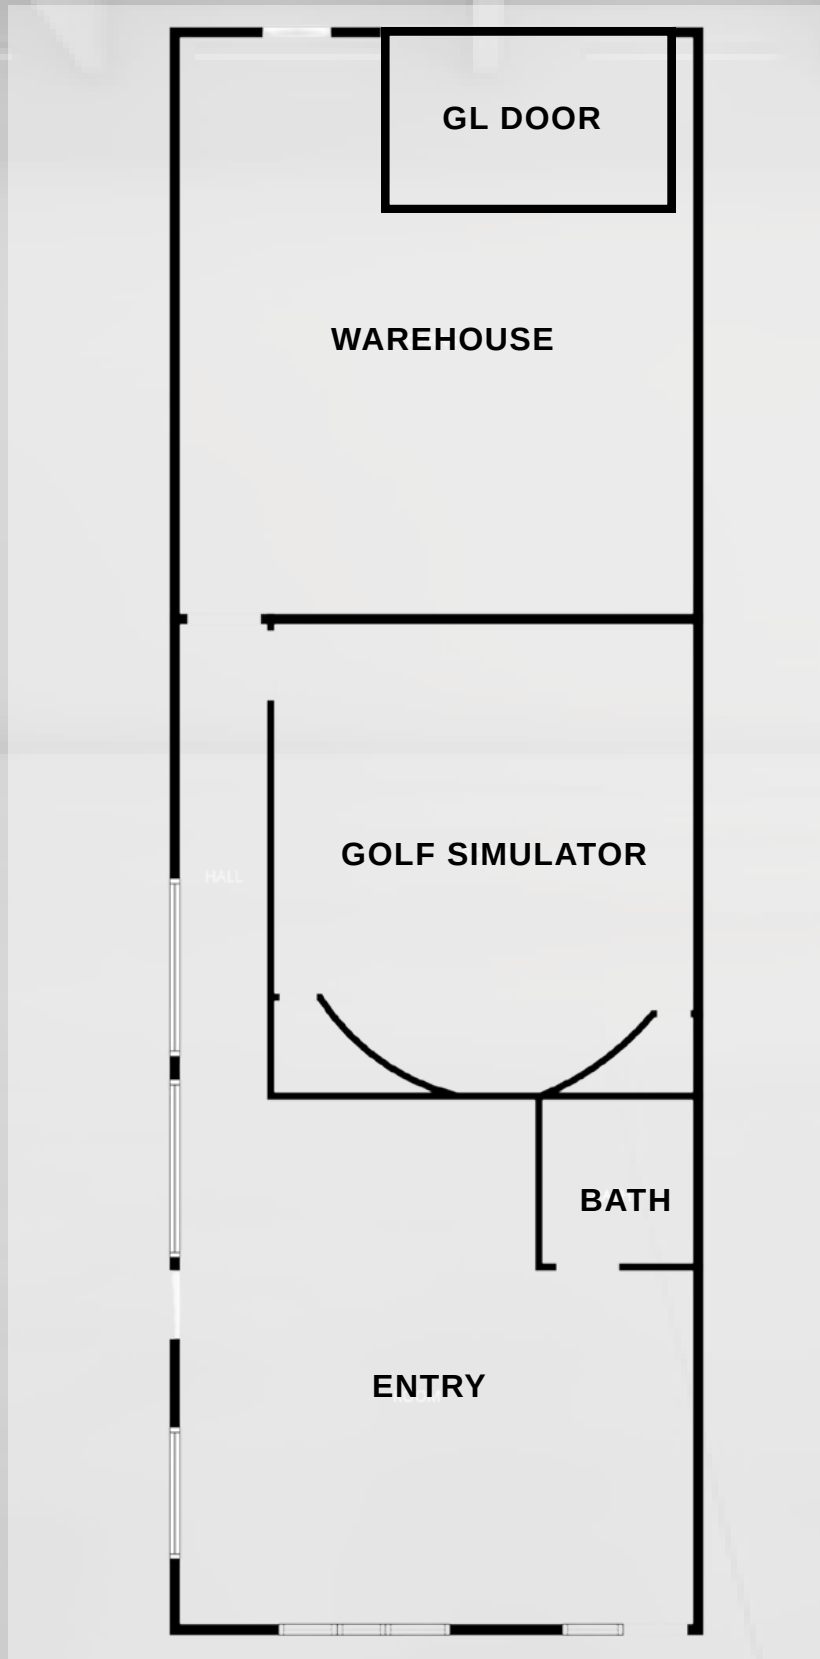 GL DOOR
WAREHOUSE
GOLF SIMULATOR
HALL
BATH
ENTRY